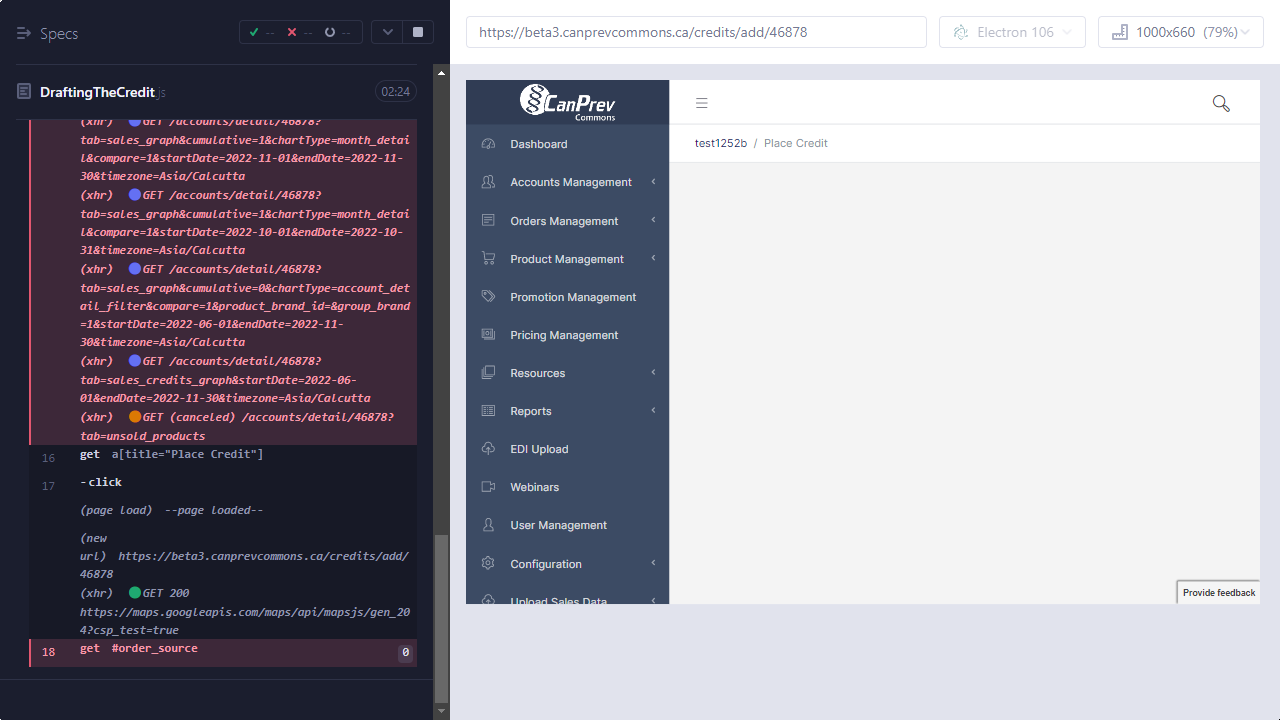 Specs
--
--
--
DraftingTheCredit.js
02:24
(xhr) GET /accounts/detail/46878?
tab=sales_graph&cumulative=1&chartType=month_detai
l&compare=1&startDate=2022-11-01&endDate=2022-11-
30&timezone=Asia/Calcutta
(xhr) GET /accounts/detail/46878?
tab=sales_graph&cumulative=1&chartType=month_detai
l&compare=1&startDate=2022-10-01&endDate=2022-10-
31&timezone=Asia/Calcutta
(xhr) GET /accounts/detail/46878?
tab=sales_graph&cumulative=0&chartType=account_det
ail_filter&compare=1&product_brand_id=&group_brand
=1&startDate=2022-06-01&endDate=2022-11-
30&timezone=Asia/Calcutta
(xhr) GET /accounts/detail/46878?
tab=sales_credits_graph&startDate=2022-06-
01&endDate=2022-11-30&timezone=Asia/Calcutta
(xhr) GET (canceled) /accounts/detail/46878?
tab=unsold_products
16 get a[title="Place Credit"]
17 -click
(page load) --page loaded--
(new
url) https://beta3.canprevcommons.ca/credits/add/
46878
(xhr) GET 200
https://maps.googleapis.com/maps/api/mapsjs/gen_20
4?csp_test=true
18 get #order_source 0
https://beta3.canprevcommons.ca/credits/add/46878
Electron 106
1000x660 (79%)
CanPrev
Commons
Dashboard
Accounts Management
Orders Management
Product Management
Promotion Management
Pricing Management
Resources
Reports
EDI Upload
Webinars
User Management
Configuration
Upload Sales Data
test1252b / Place Credit
Provide feedback